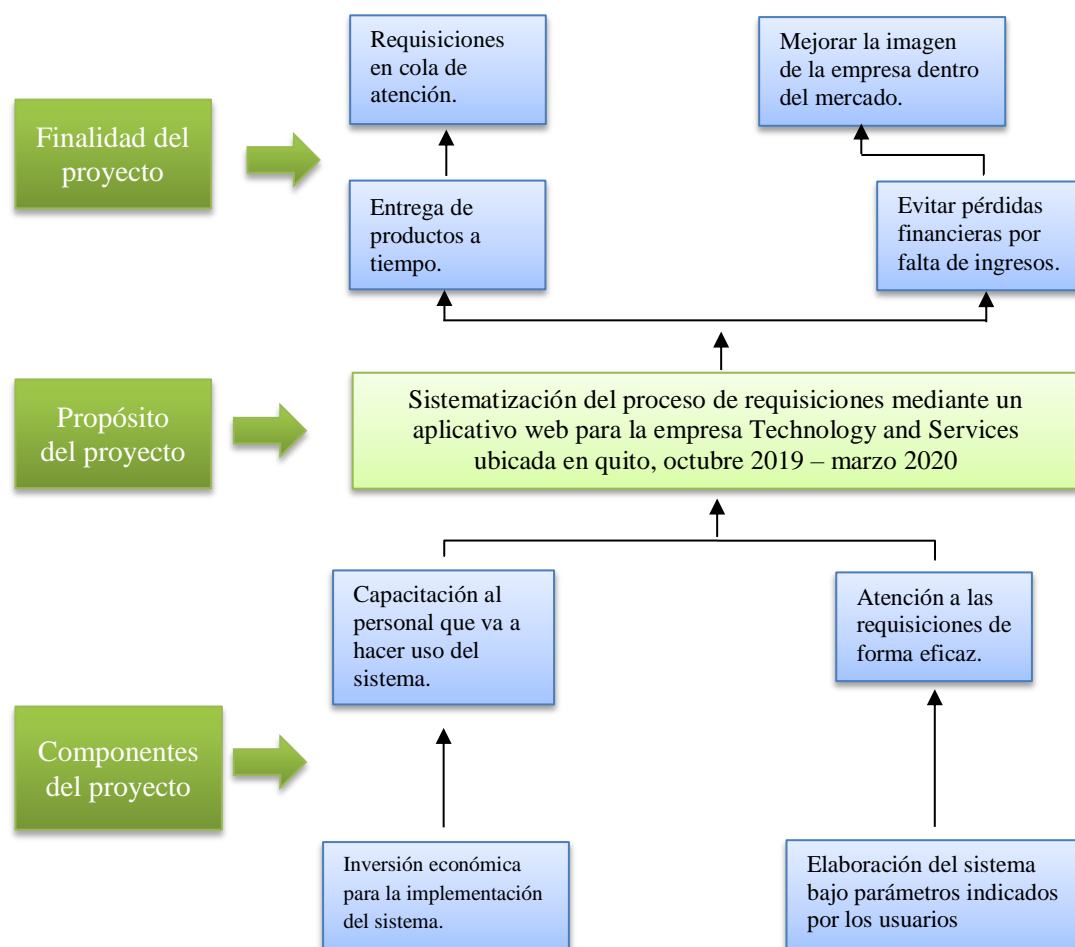 Requisiciones
en cola de
atención.
Mejorar la imagen
de la empresa dentro
del mercado.
Finalidad del
proyecto
Entrega de
productos a
tiempo.
Evitar pérdidas
financieras por
falta de ingresos.
Propósito
del proyecto
Sistematización del proceso de requisiciones mediante un
aplicativo web para la empresa Technology and Services
ubicada en quito, octubre 2019 – marzo 2020
Capacitación al
personal que va a
hacer uso del
sistema.
Atención a las
requisiciones de
forma eficaz.
Componentes
del proyecto
Inversión económica
para la implementación
del sistema.
Elaboración del sistema
bajo parámetros indicados
por los usuarios